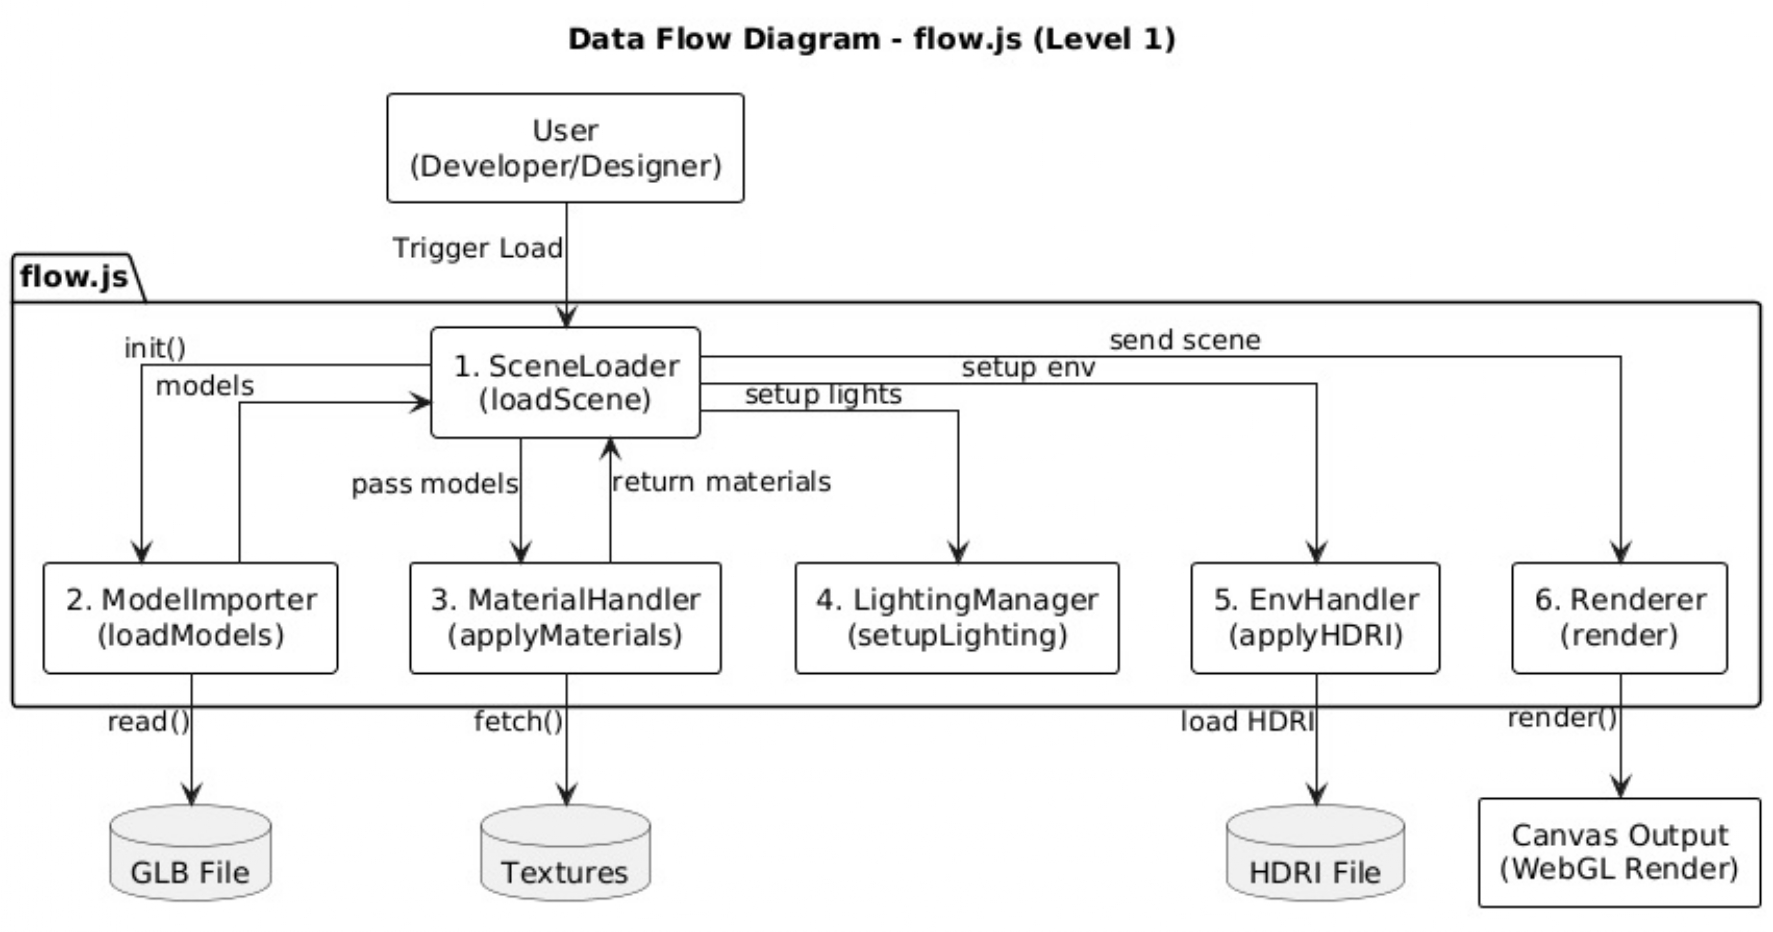 Data Flow Diagram - flow.js (Level 1)
User
(Developer/Designer)
Trigger Load
flow.js
init()
models
1. SceneLoader
(loadScene)
send scene
setup env
setup lights
pass models
return materials
2. ModelImporter
(loadModels)
3. MaterialHandler
(applyMaterials)
4. LightingManager
(setupLighting)
5. EnvHandler
(applyHDRI)
6. Renderer
(render)
read()
fetch()
load HDRI
render()
GLB File
Textures
HDRI File
Canvas Output
(WebGL Render)